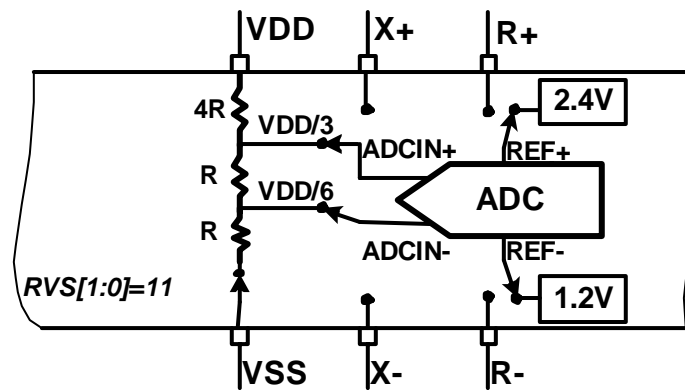 VDD X+ R+
4R
VDD/3
ADCIN+
REF+
2.4V
R
VDD/6
ADC
R
ADCIN-
REF-
RVS[1:0]=11
1.2V
VSS X- R-